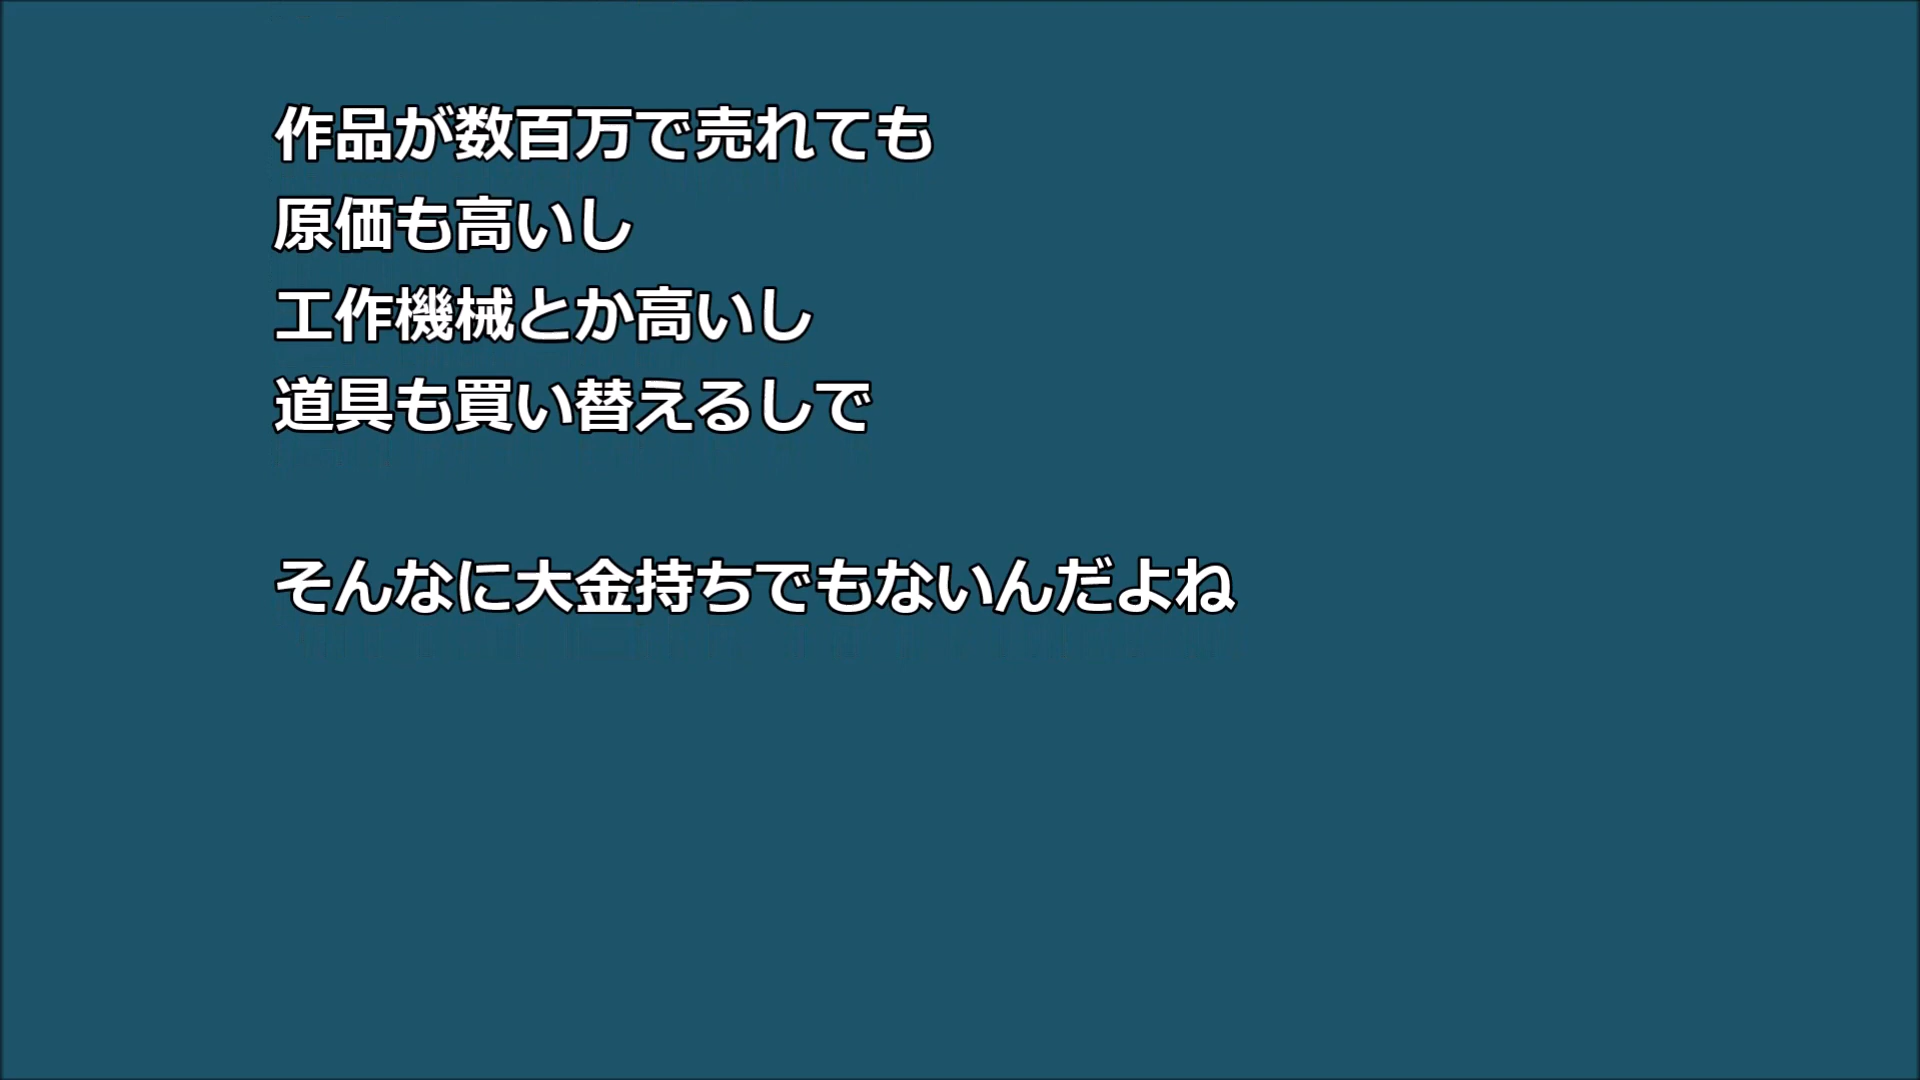 作品が数百万で売れても
原価も高いし
工作機械とか高いし
道具も買い替えるしで
そんなに大金持ちでもないんだよね